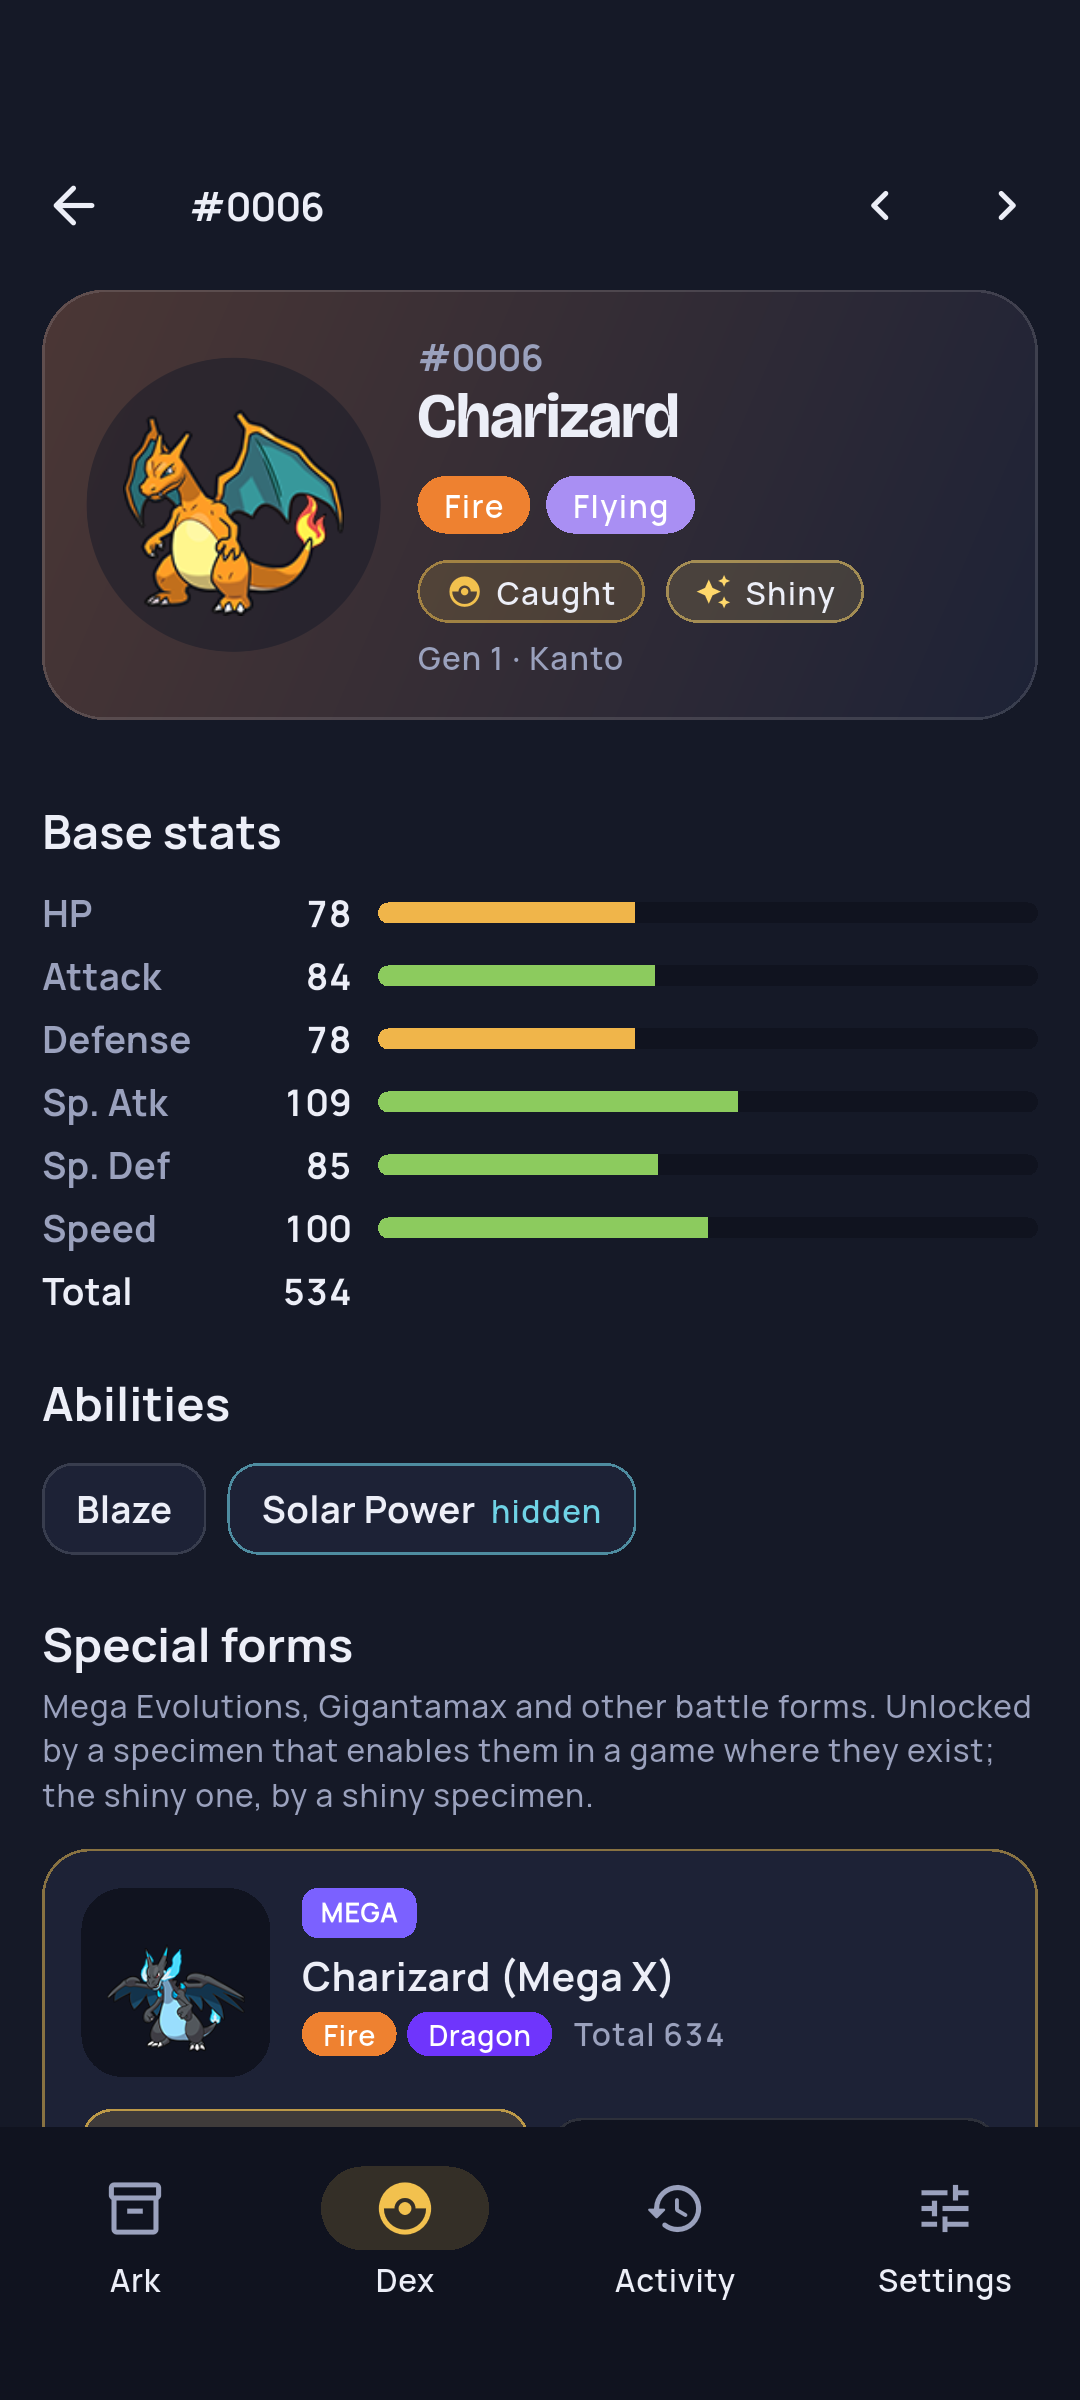 #0006
#0006
Charizard
Fire Flying
Caught Shiny
Gen 1 · Kanto
Base stats
HP 78
Attack 84
Defense 78
Sp. Atk 109
Sp. Def 85
Speed 100
Total 534
Abilities
Blaze Solar Power hidden
Special forms
Mega Evolutions, Gigantamax and other battle forms. Unlocked
by a specimen that enables them in a game where they exist;
the shiny one, by a shiny specimen.
MEGA
Charizard (Mega X)
Fire Dragon Total 634
Ark Dex Activity Settings